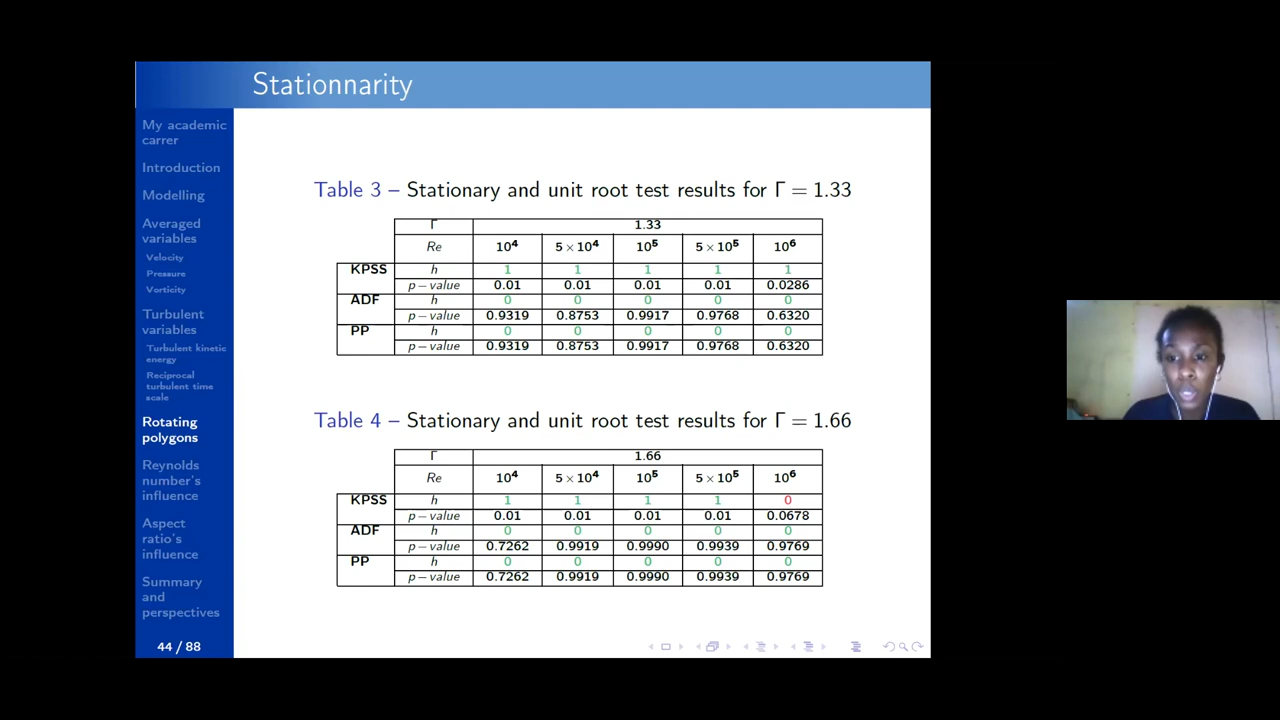 Stationnarity
My academic
carrer
Introduction
Modelling
Averaged
variables
Velocity
Pressure
Vorticity
Turbulent
variables
Turbulent kinetic
energy
Reciprocal
turbulent time
scale
Rotating
polygons
Reynolds
number's
influence
Aspect
ratio's
influence
Summary
and
perspectives
44 / 88
Table 3 – Stationary and unit root test results for Γ = 1.33
Γ 1.33
Re 10⁴ 5×10⁴ 10⁵ 5×10⁵ 10⁶
KPSS h 1 1 1 1 1
p−value 0.01 0.01 0.01 0.01 0.0286
ADF h 0 0 0 0 0
p−value 0.9319 0.8753 0.9917 0.9768 0.6320
PP h 0 0 0 0 0
p−value 0.9319 0.8753 0.9917 0.9768 0.6320
Table 4 – Stationary and unit root test results for Γ = 1.66
Γ 1.66
Re 10⁴ 5×10⁴ 10⁵ 5×10⁵ 10⁶
KPSS h 1 1 1 1 0
p−value 0.01 0.01 0.01 0.01 0.0678
ADF h 0 0 0 0 0
p−value 0.7262 0.9919 0.9990 0.9939 0.9769
PP h 0 0 0 0 0
p−value 0.7262 0.9919 0.9990 0.9939 0.9769